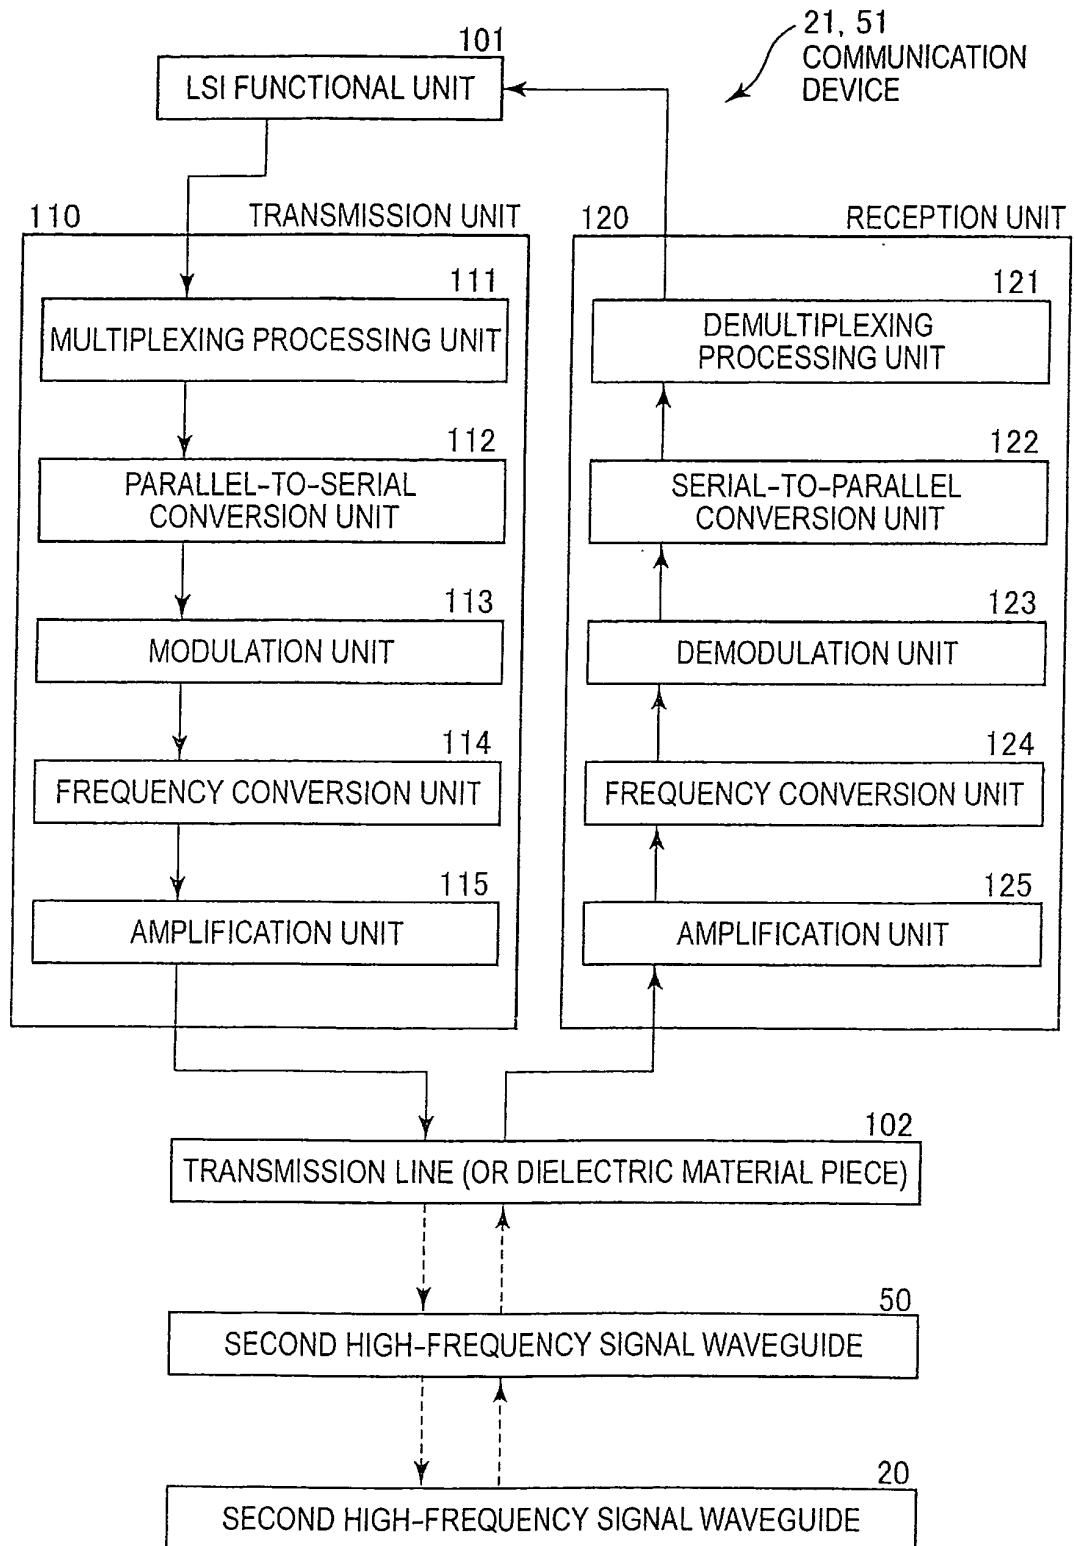 21, 51
COMMUNICATION
DEVICE
101
LSI FUNCTIONAL UNIT
110
TRANSMISSION UNIT
111
MULTIPLEXING PROCESSING UNIT
112
PARALLEL-TO-SERIAL
CONVERSION UNIT
113
MODULATION UNIT
114
FREQUENCY CONVERSION UNIT
115
AMPLIFICATION UNIT
120
RECEPTION UNIT
121
DEMULTIPLEXING
PROCESSING UNIT
122
SERIAL-TO-PARALLEL
CONVERSION UNIT
123
DEMODULATION UNIT
124
FREQUENCY CONVERSION UNIT
125
AMPLIFICATION UNIT
102
TRANSMISSION LINE (OR DIELECTRIC MATERIAL PIECE)
50
SECOND HIGH-FREQUENCY SIGNAL WAVEGUIDE
20
SECOND HIGH-FREQUENCY SIGNAL WAVEGUIDE